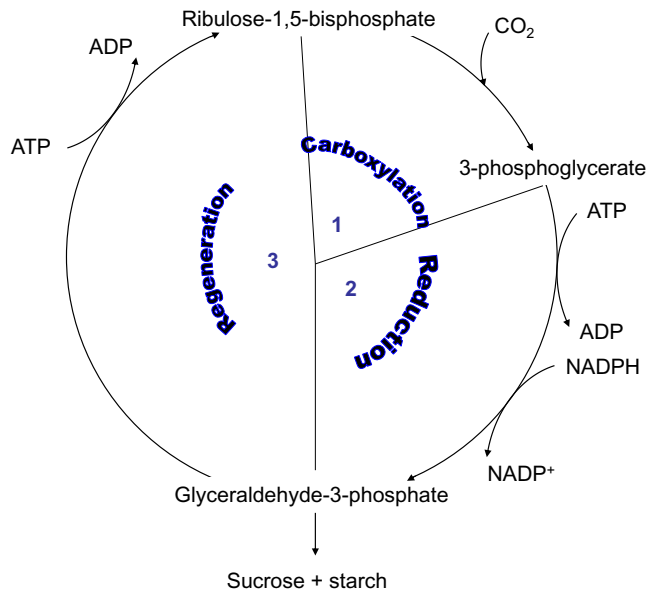 Ribulose-1,5-bisphosphate
CO₂
ADP
ATP
Carboxylation
3-phosphoglycerate
ATP
Regeneration
1
3
2
Reduction
ADP
NADPH
NADP⁺
Glyceraldehyde-3-phosphate
Sucrose + starch